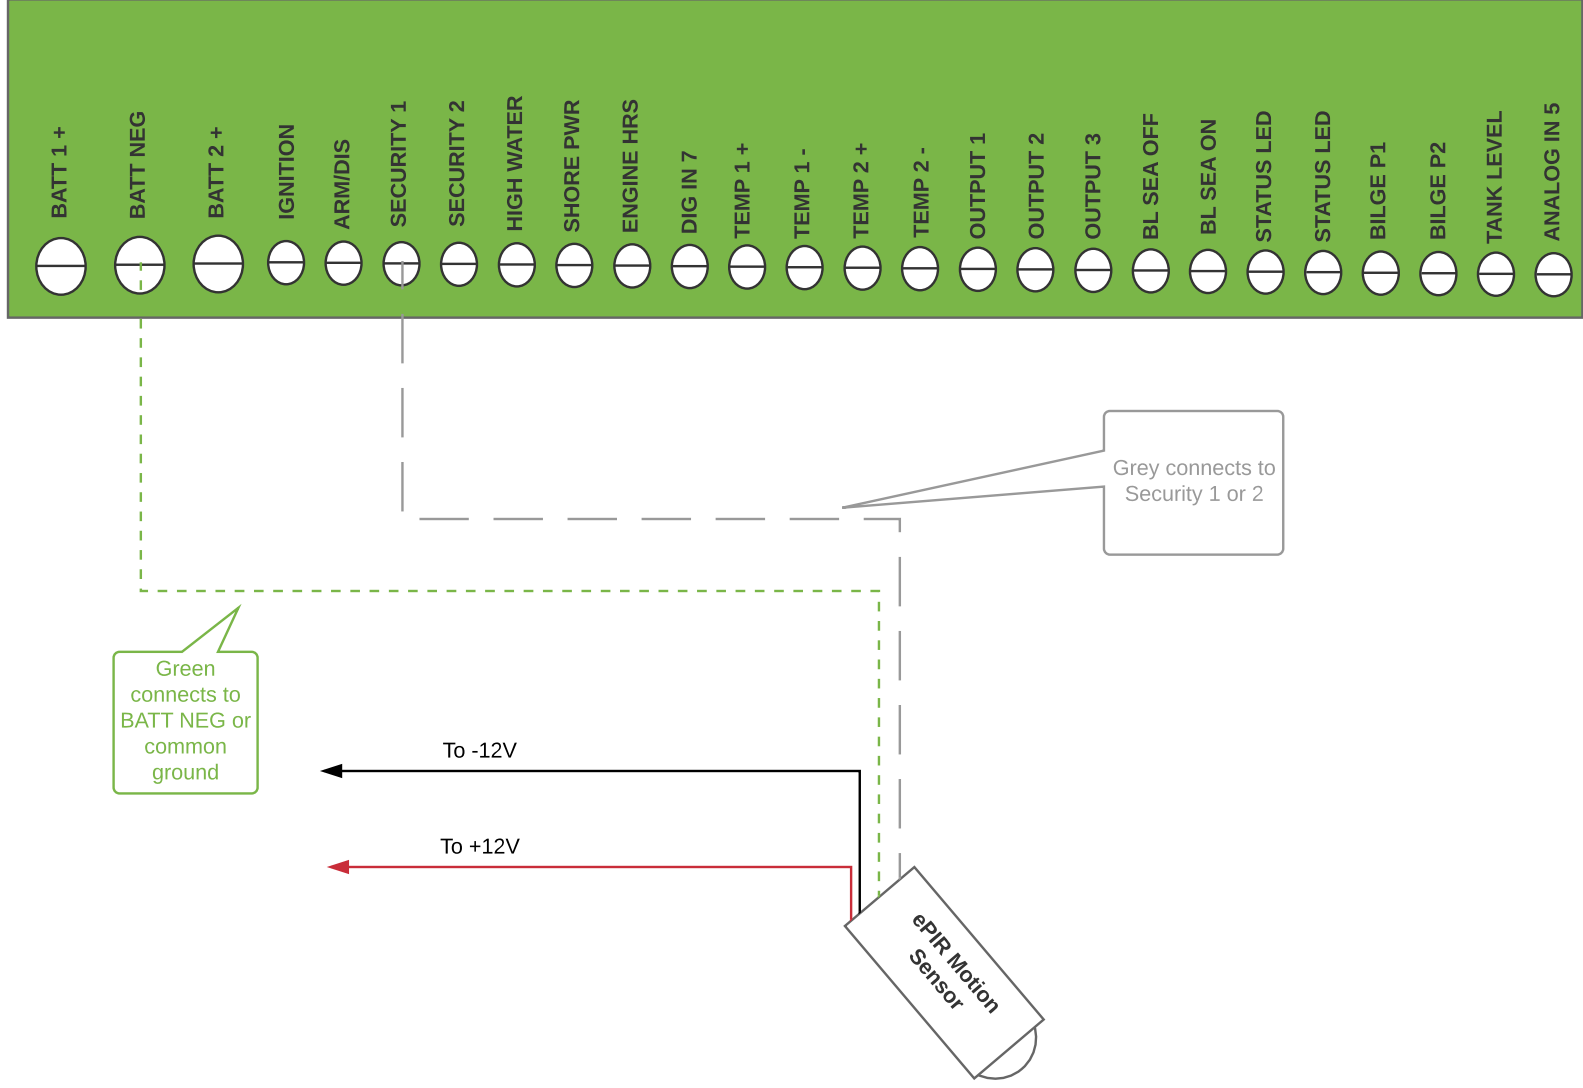 BATT 1 +
BATT NEG
BATT 2 +
IGNITION
ARM/DIS
SECURITY 1
SECURITY 2
HIGH WATER
SHORE PWR
ENGINE HRS
DIG IN 7
TEMP 1 +
TEMP 1 -
TEMP 2 +
TEMP 2 -
OUTPUT 1
OUTPUT 2
OUTPUT 3
BL SEA OFF
BL SEA ON
STATUS LED
STATUS LED
BILGE P1
BILGE P2
TANK LEVEL
ANALOG IN 5
Grey connects to
Security 1 or 2
Green
connects to
BATT NEG or
common
ground
To -12V
To +12V
ePIR Motion
Sensor